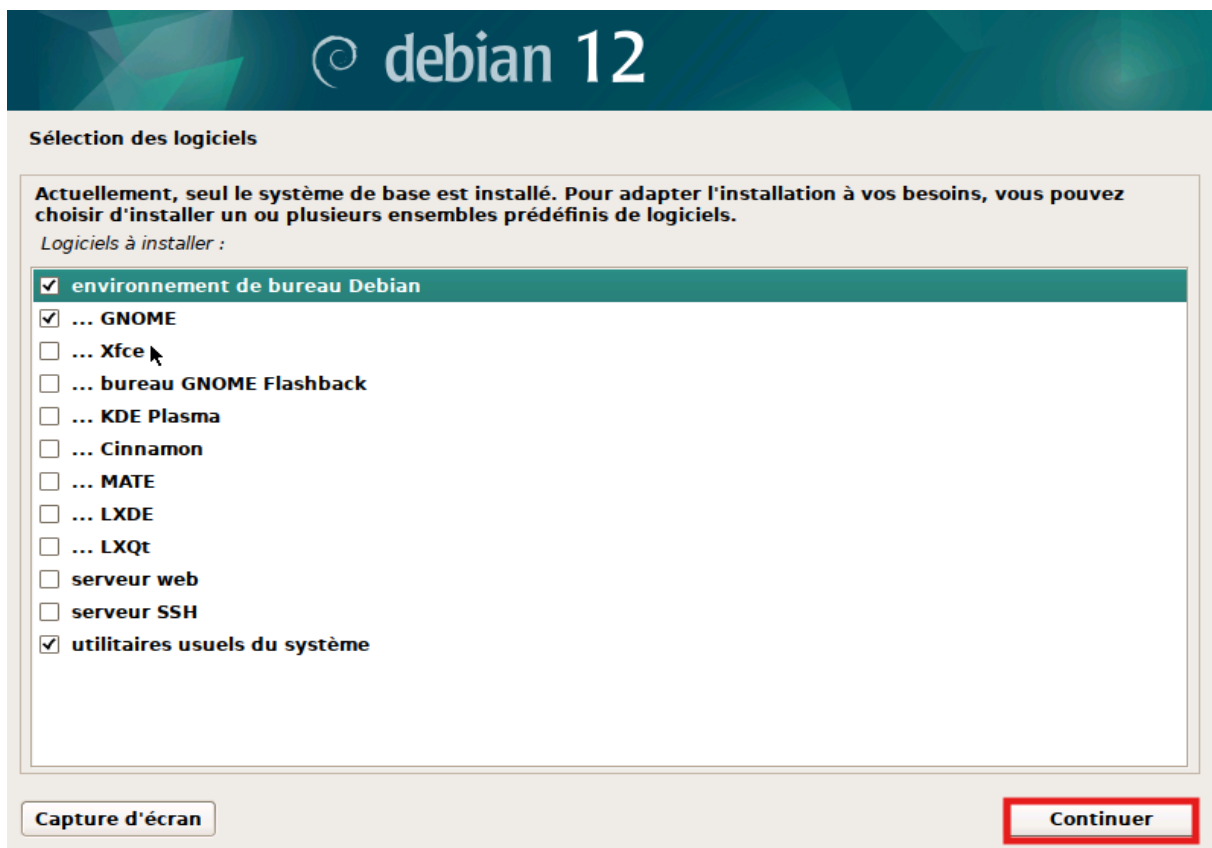 debian 12
Sélection des logiciels
Actuellement, seul le système de base est installé. Pour adapter l'installation à vos besoins, vous pouvez
choisir d'installer un ou plusieurs ensembles prédéfinis de logiciels.
Logiciels à installer :
environnement de bureau Debian
... GNOME
... Xfce
... bureau GNOME Flashback
... KDE Plasma
... Cinnamon
... MATE
... LXDE
... LXQt
serveur web
serveur SSH
utilitaires usuels du système
Capture d'écran
Continuer